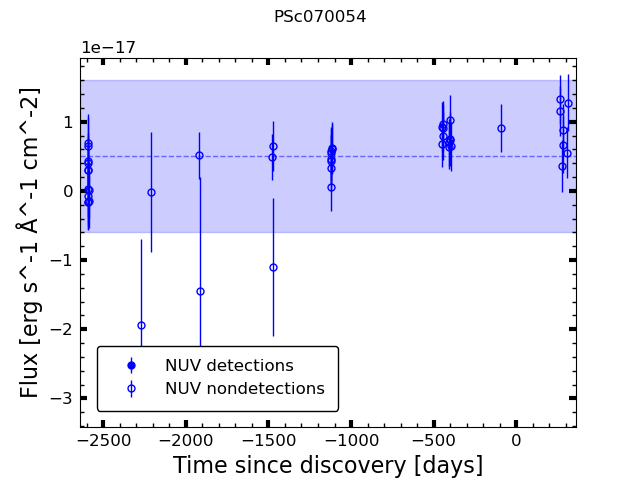 PSc070054
1e−17
1
0
−1
−2
−3
Flux [erg s^-1 Å^-1 cm^-2]
NUV detections
NUV nondetections
−2500 −2000 −1500 −1000 −500 0
Time since discovery [days]